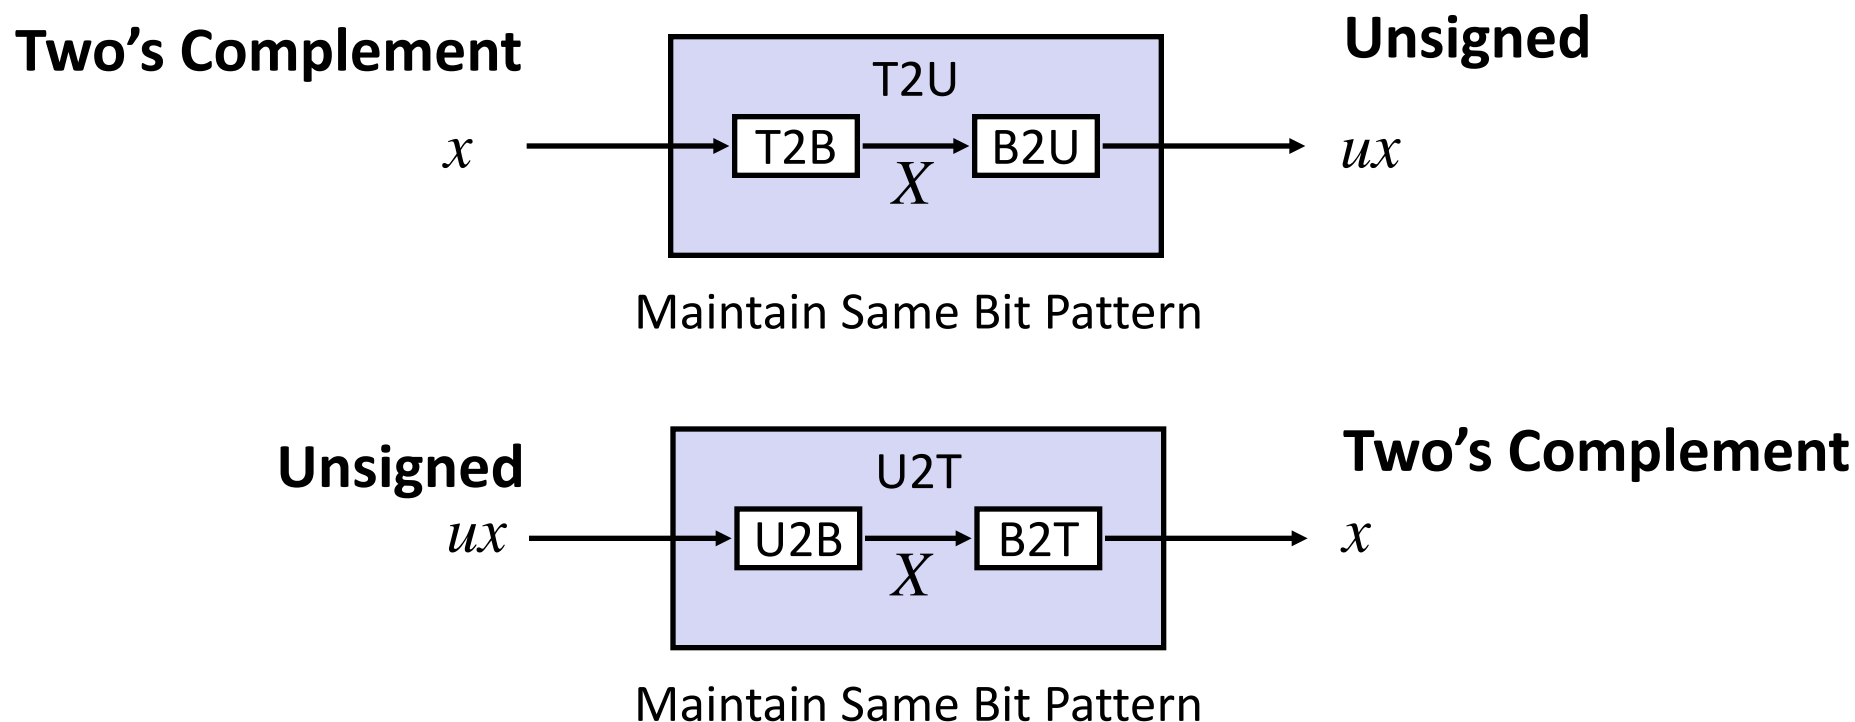 Two's Complement
Unsigned
T2U
x
T2B
X
B2U
ux
Maintain Same Bit Pattern
Unsigned
Two's Complement
U2T
ux
U2B
X
B2T
x
Maintain Same Bit Pattern